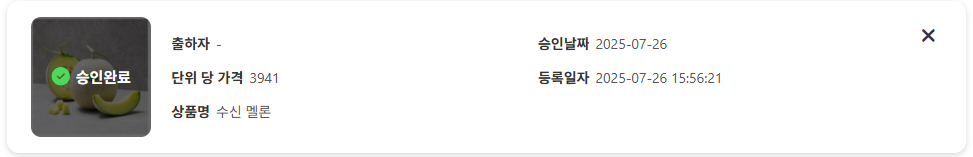 승인완료
출하자 -
단위 당 가격 3941
상품명 수신 멜론
승인날짜 2025-07-26
등록일자 2025-07-26 15:56:21